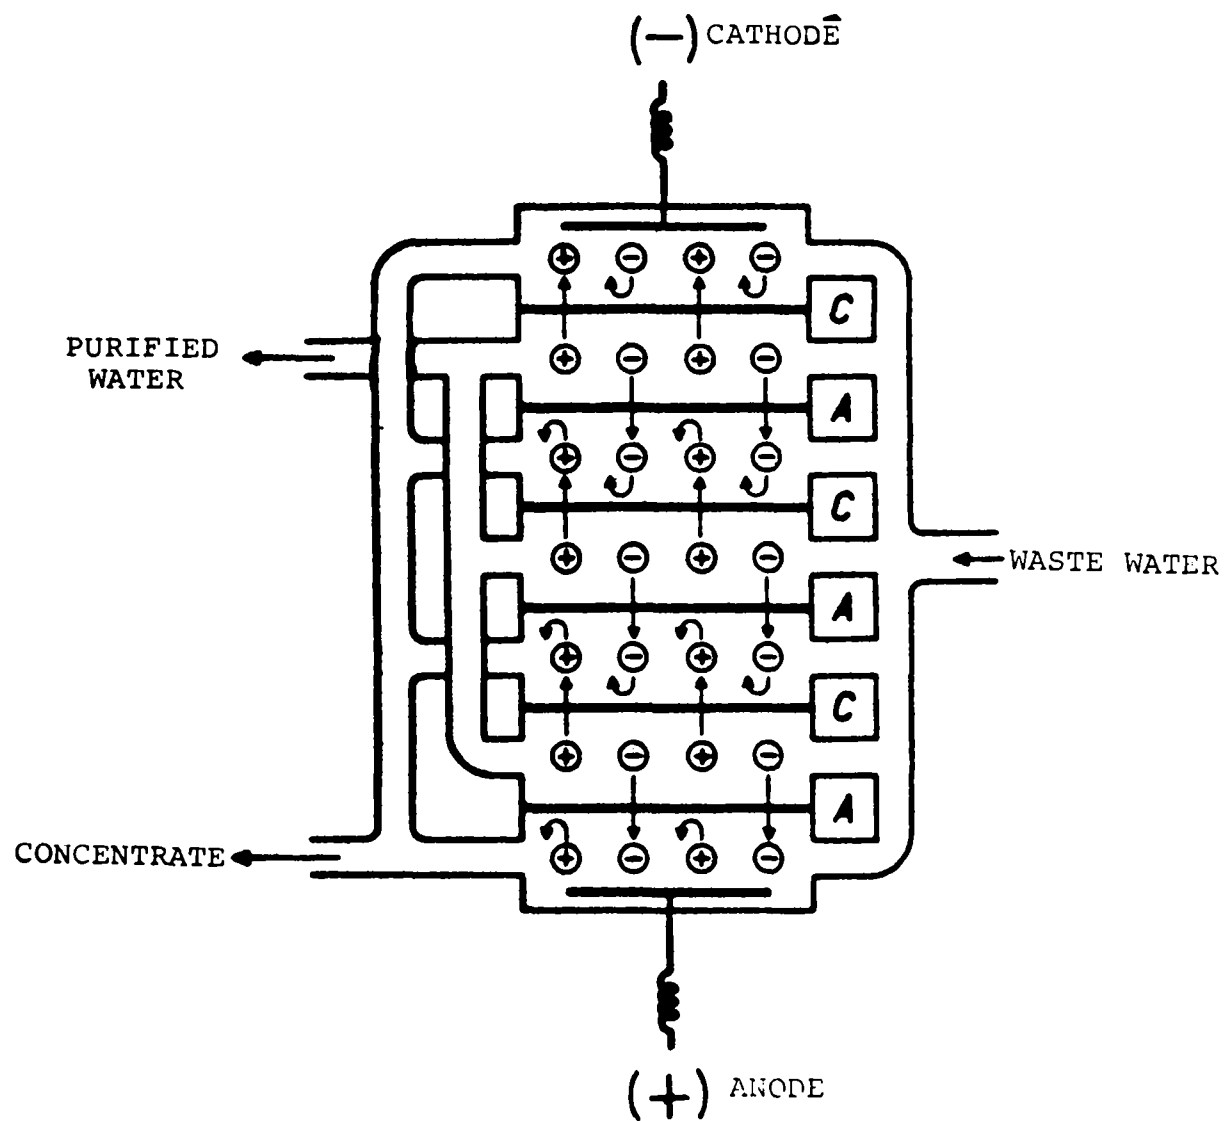 (−) CATHODE
C
PURIFIED
WATER
A
C
WASTE WATER
A
C
A
CONCENTRATE
(+) ANODE